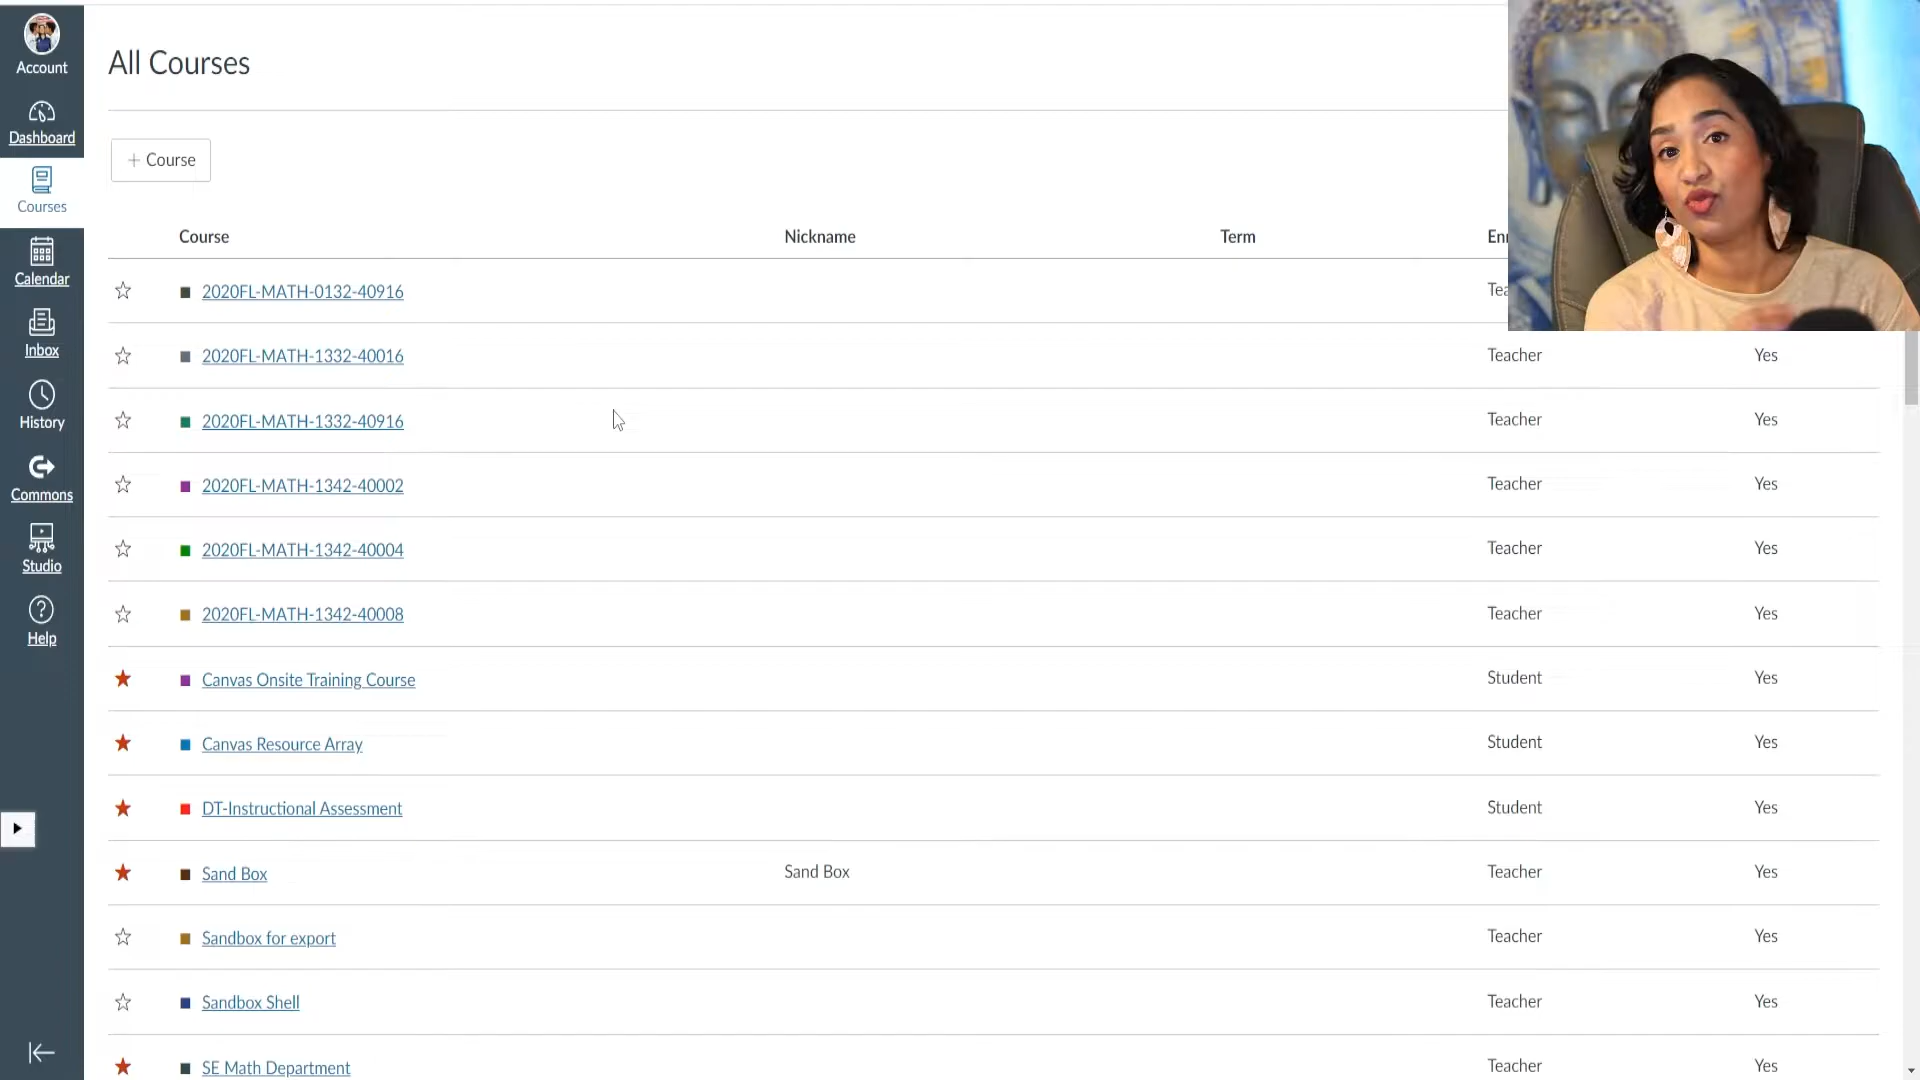 Account
Dashboard
Courses
Calendar
Inbox
History
Commons
Studio
Help
All Courses
+ Course
Course Nickname Term
2020FL-MATH-0132-40916
2020FL-MATH-1332-40016 Teacher Yes
2020FL-MATH-1332-40916 Teacher Yes
2020FL-MATH-1342-40002 Teacher Yes
2020FL-MATH-1342-40004 Teacher Yes
2020FL-MATH-1342-40008 Teacher Yes
Canvas Onsite Training Course Student Yes
Canvas Resource Array Student Yes
DT-Instructional Assessment Student Yes
Sand Box Sand Box Teacher Yes
Sandbox for export Teacher Yes
Sandbox Shell Teacher Yes
SE Math Department Teacher Yes